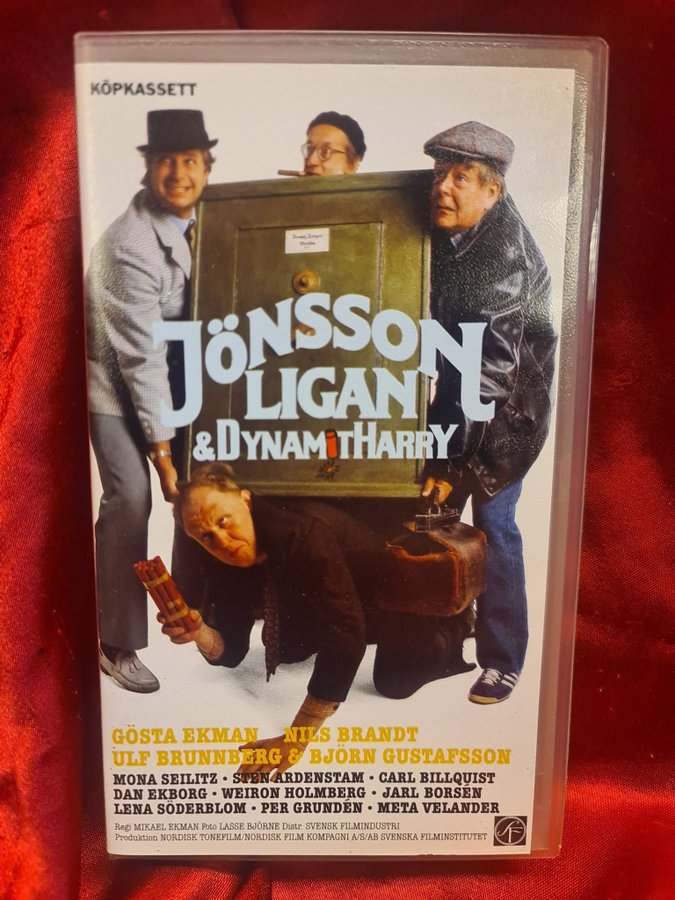 KÖPKASSETT
JÖNSSON
LIGAN
& DYNAMITHARRY
GÖSTA EKMAN NILS BRANDT
ULF BRUNNBERG & BJÖRN GUSTAFSSON
MONA SEILITZ · STEN ARDENSTAM · CARL BILLQUIST
DAN EKBORG · WEIRON HOLMBERG · JARL BORSÉN
LENA SÖDERBLOM · PER GRUNDÉN · META VELANDER
Regi MIKAEL EKMAN Foto LASSE BJÖRNE Distr. SVENSK FILMINDUSTRI
Produktion NORDISK TONEFILM/NORDISK FILM KOMPAGNI A/S/AB SVENSKA FILMINSTITUTET
SF